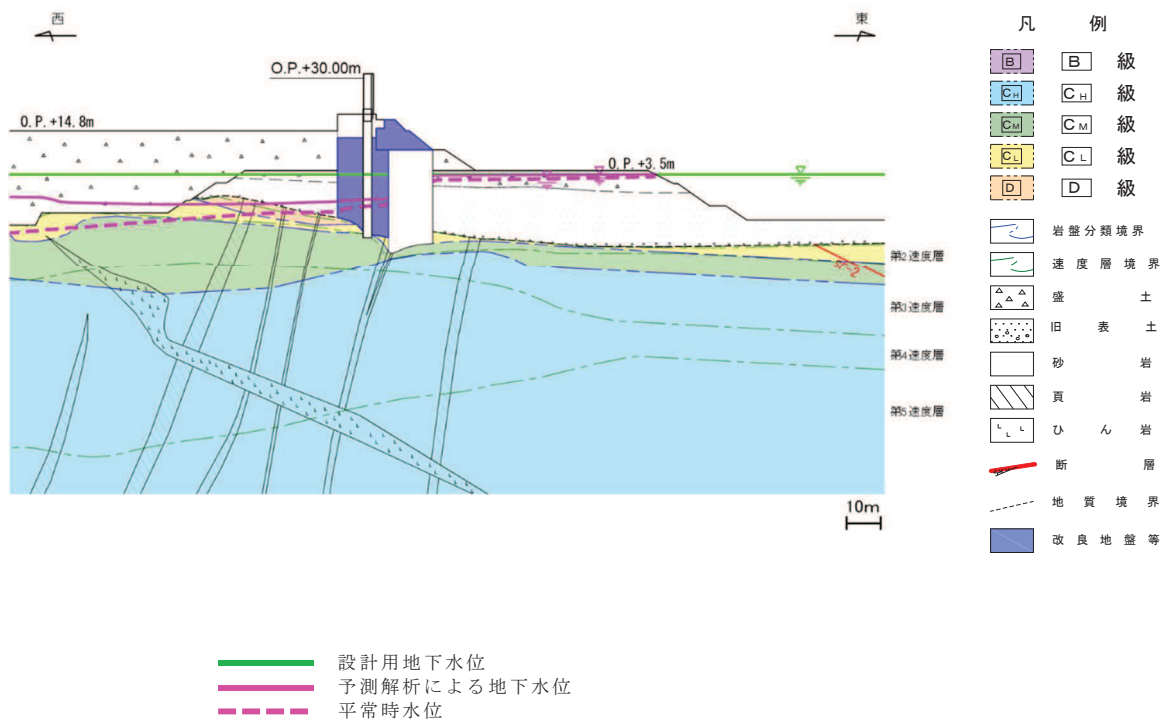 西
東
O.P.+30.00m
O.P.+14.8m
O.P.+3.5m
SF-2
第2速度層
第3速度層
第4速度層
第5速度層
10m
凡 例
B B 級
CH CH 級
CM CM 級
CL CL 級
D D 級
岩盤分類境界
速度層境界
盛土
旧表土
砂岩
頁岩
ひん岩
断層
地質境界
改良地盤等
設計用地下水位
予測解析による地下水位
平常時水位